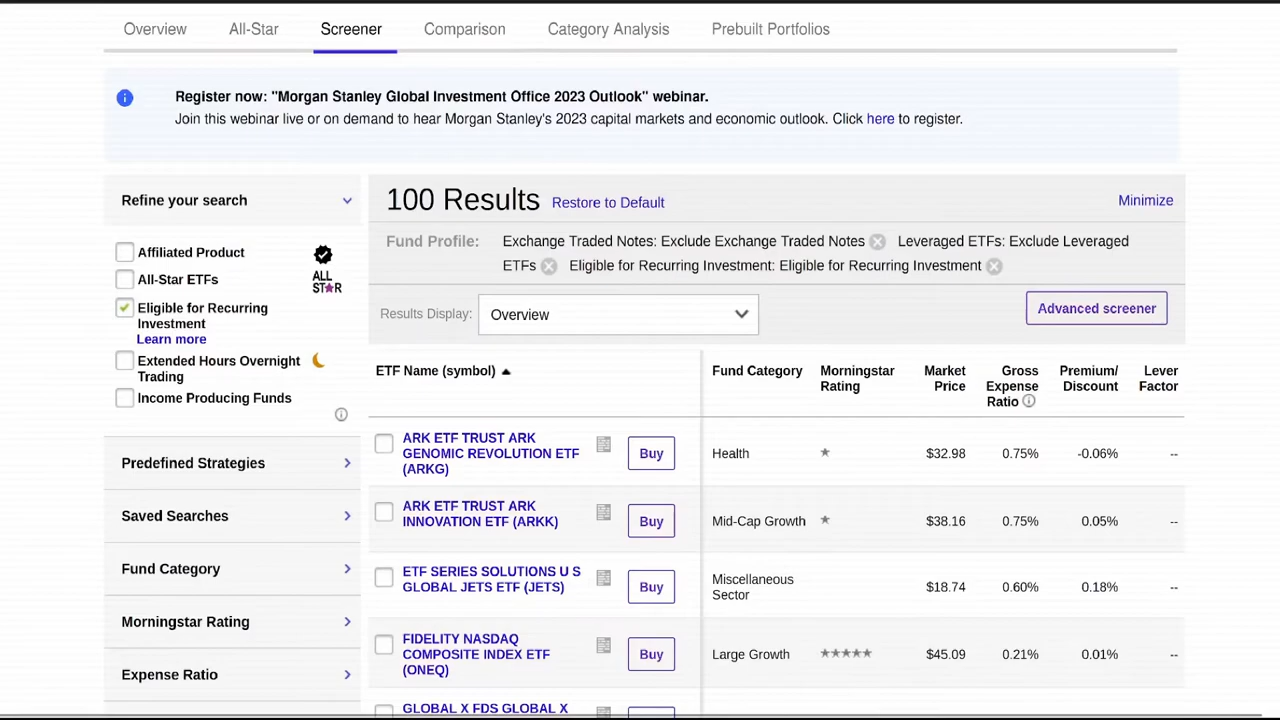 Overview All-Star Screener Comparison Category Analysis Prebuilt Portfolios
Register now: "Morgan Stanley Global Investment Office 2023 Outlook" webinar.
Join this webinar live or on demand to hear Morgan Stanley's 2023 capital markets and economic outlook. Click here to register.
Refine your search
Affiliated Product
All-Star ETFs
ALL
STAR
Eligible for Recurring
Investment
Learn more
Extended Hours Overnight
Trading
Income Producing Funds
Predefined Strategies
Saved Searches
Fund Category
Morningstar Rating
Expense Ratio
100 Results Restore to Default Minimize
Fund Profile: Exchange Traded Notes: Exclude Exchange Traded Notes Leveraged ETFs: Exclude Leveraged
ETFs Eligible for Recurring Investment: Eligible for Recurring Investment
Results Display: Overview Advanced screener
ETF Name (symbol) Fund Category Morningstar Market Gross Premium/ Lever
Rating Price Expense Discount Factor
Ratio
ARK ETF TRUST ARK
GENOMIC REVOLUTION ETF Buy Health $32.98 0.75% -0.06% --
(ARKG)
ARK ETF TRUST ARK
INNOVATION ETF (ARKK) Buy Mid-Cap Growth $38.16 0.75% 0.05% --
ETF SERIES SOLUTIONS U S Miscellaneous
GLOBAL JETS ETF (JETS) Buy Sector $18.74 0.60% 0.18% --
FIDELITY NASDAQ
COMPOSITE INDEX ETF Buy Large Growth $45.09 0.21% 0.01% --
(ONEQ)
GLOBAL X FDS GLOBAL X